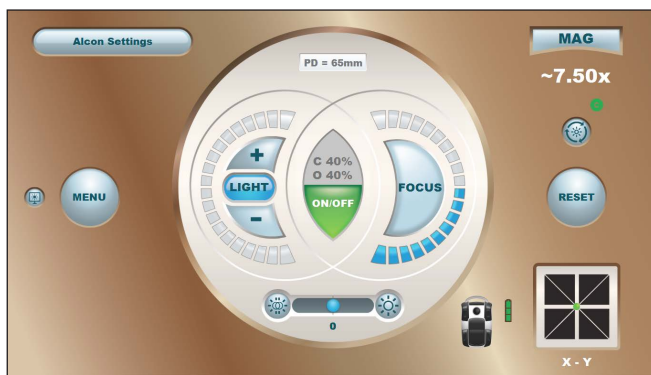 Alcon Settings
PD = 65mm
MAG
~7.50x
+
C 40%
O 40%
LIGHT
ON/OFF
FOCUS
-
MENU
RESET
0
X - Y